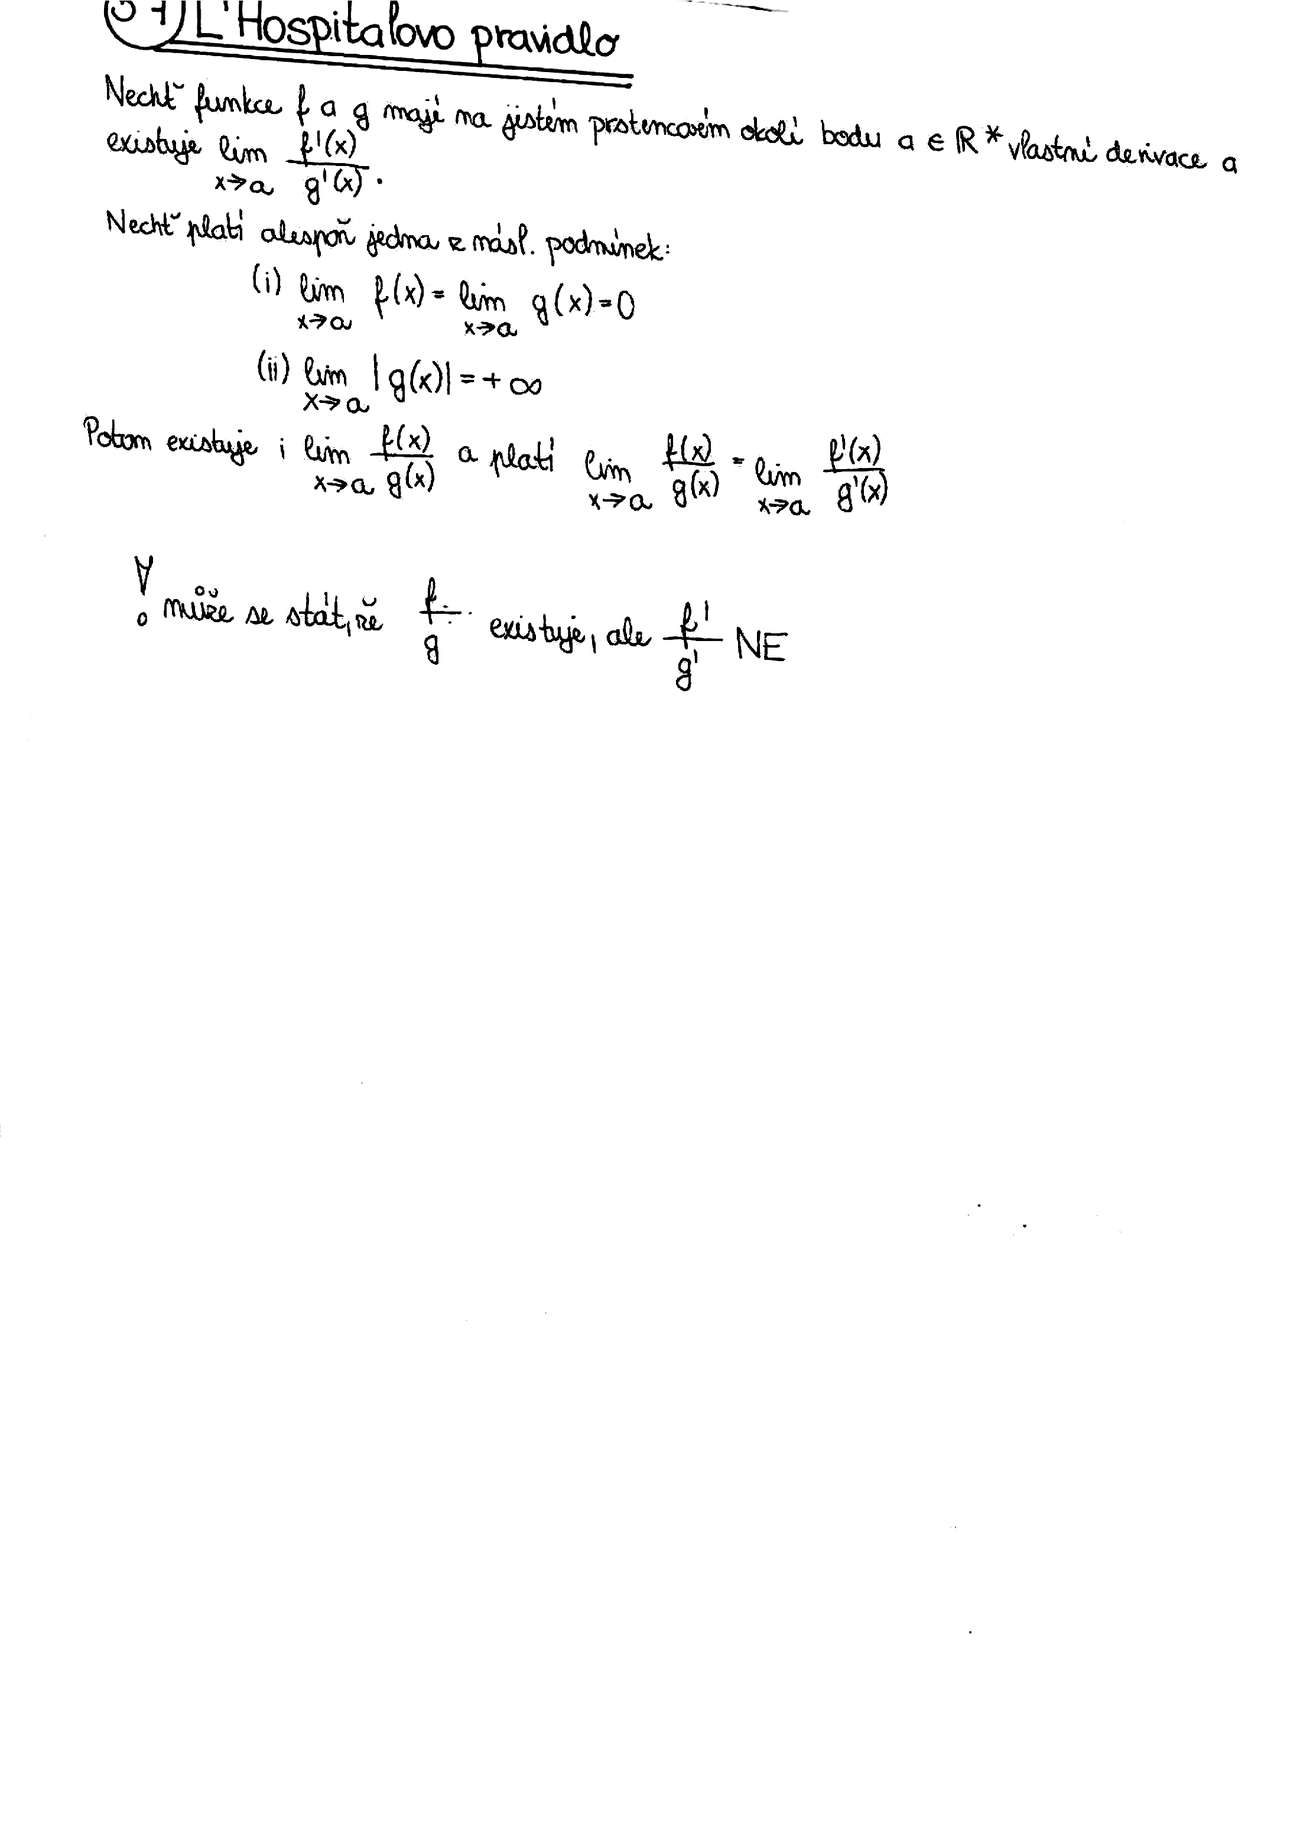 L'Hospitalovo pravidlo
Nechť funkce f a g mají na jistém prstencovém okolí bodu a ∈ ℝ* vlastní derivace a
existuje lim x→a f'(x)/g'(x).
Nechť platí alespoň jedna z násl. podmínek:
(i) lim x→a f(x) = lim x→a g(x) = 0
(ii) lim x→a |g(x)| = +∞
Potom existuje i lim x→a f(x)/g(x) a platí lim x→a f(x)/g(x) = lim x→a f'(x)/g'(x)
! může se stát, že f/g existuje, ale f'/g' NE